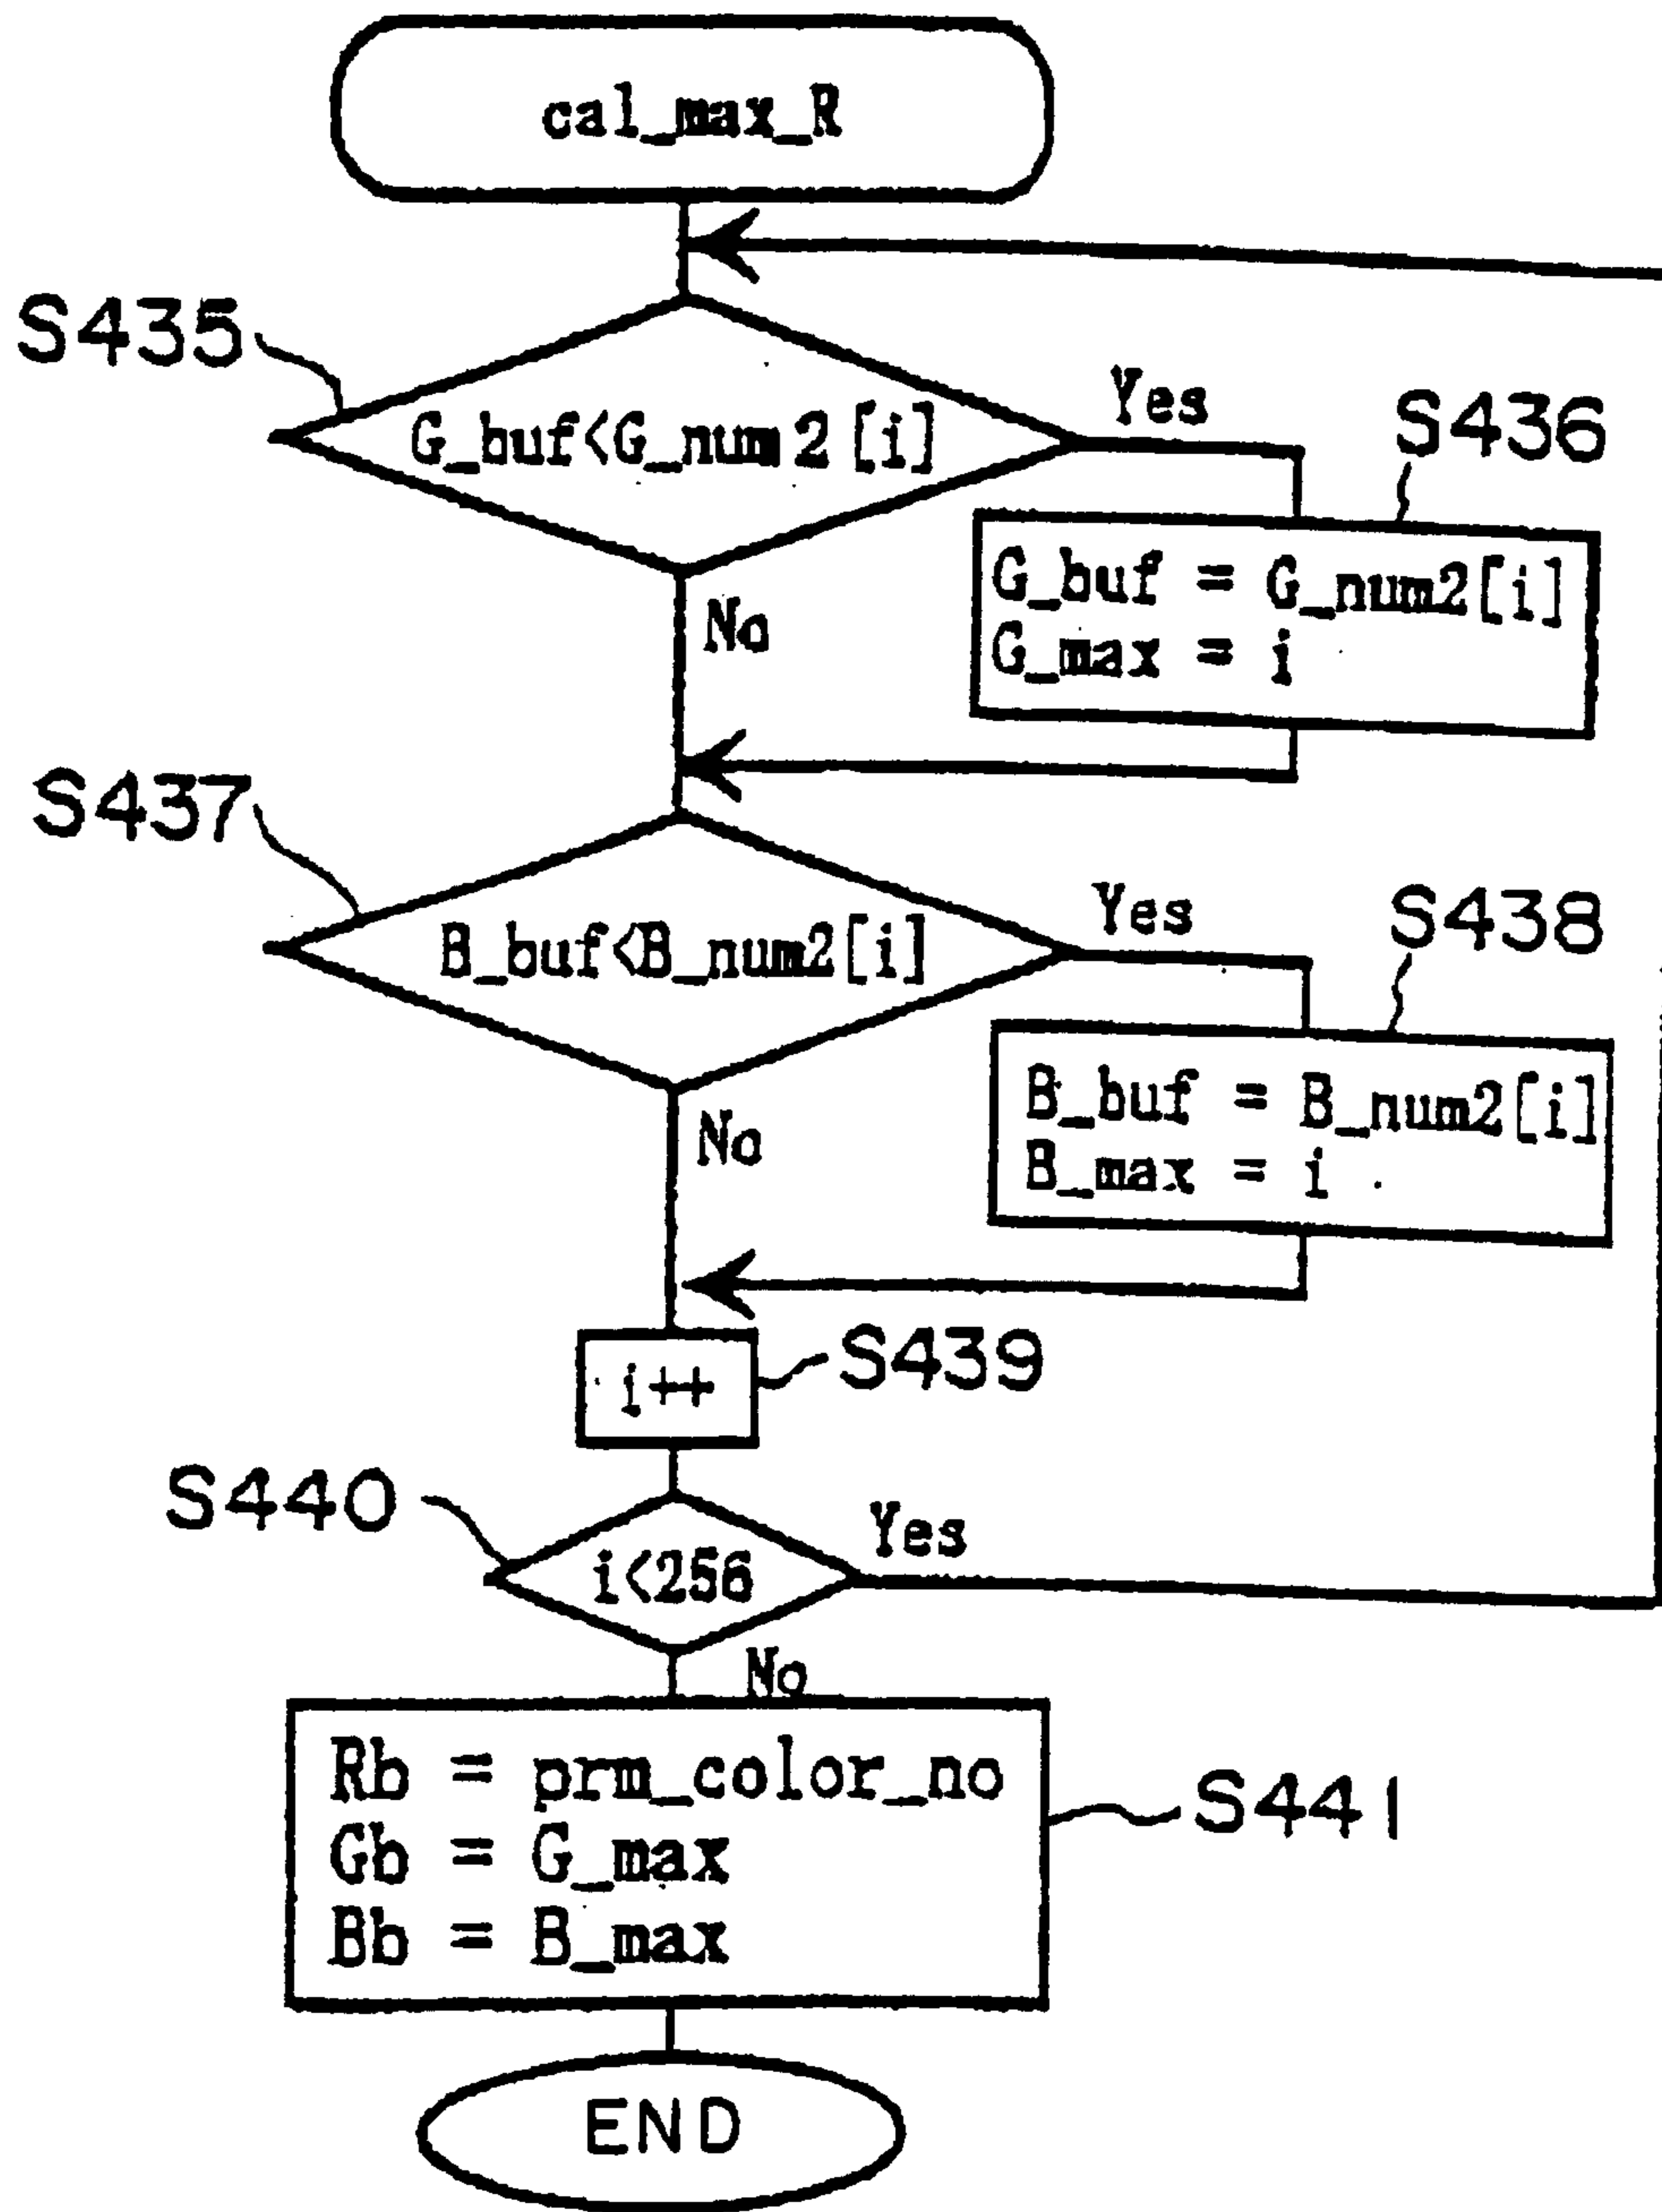 cal_max_R
S435
G_buf<G_num2[i]
Yes
S436
G_buf = G_num2[i]
G_max = i
No
S437
B_buf<B_num2[i]
Yes
S438
B_buf = B_num2[i]
B_max = i
No
i++
S439
S440
i<256
Yes
No
Rb = prm_color_no
Gb = G_max
Bb = B_max
S441
END